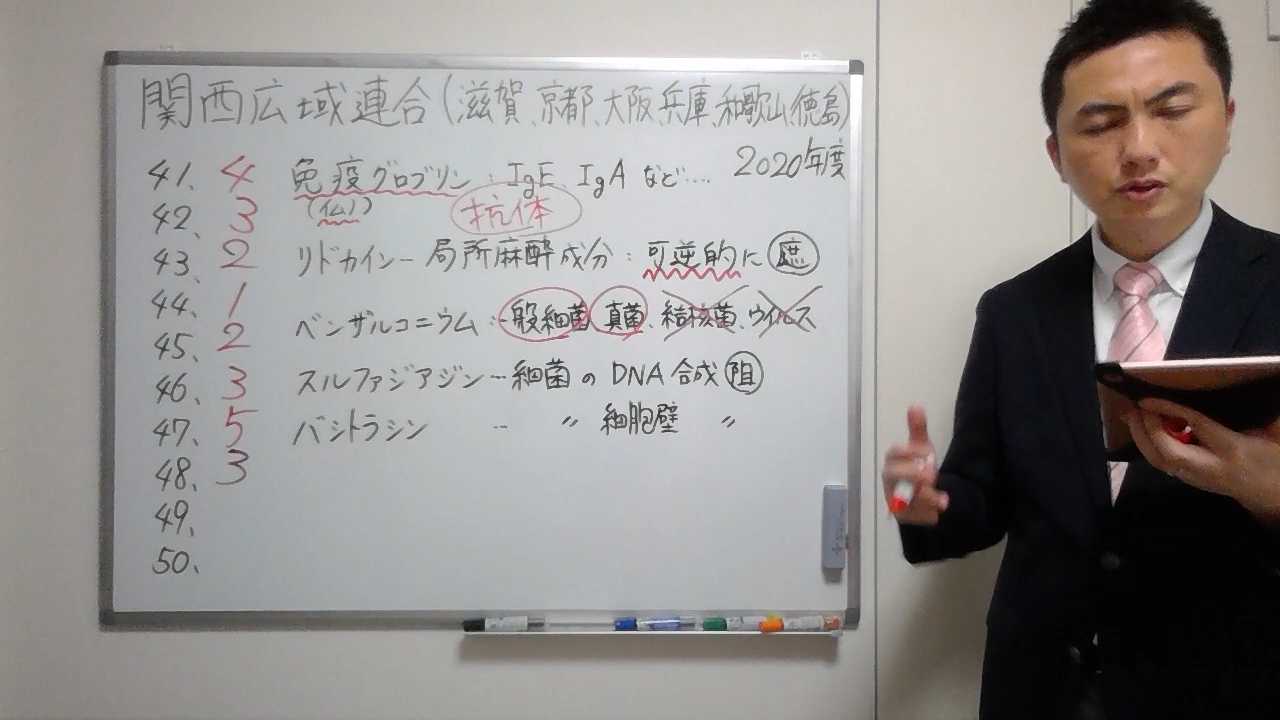 関西広域連合(滋賀、京都、大阪、兵庫、和歌山、徳島)
2020年度
41、 4 免疫グロブリン : IgE、IgA など….
42、 3 (イムノ) 抗体
43、 2 リドカイン ー 局所麻酔成分 : 可逆的に 遮
44、 1 ベンザルコニウム : 一般細菌、真菌、結核菌、ウイルス
45、 2
46、 3 スルファジアジン … 細菌 の DNA 合成 阻
47、 5 バシトラシン … 〃 細胞壁 〃
48、 3
49、
50、